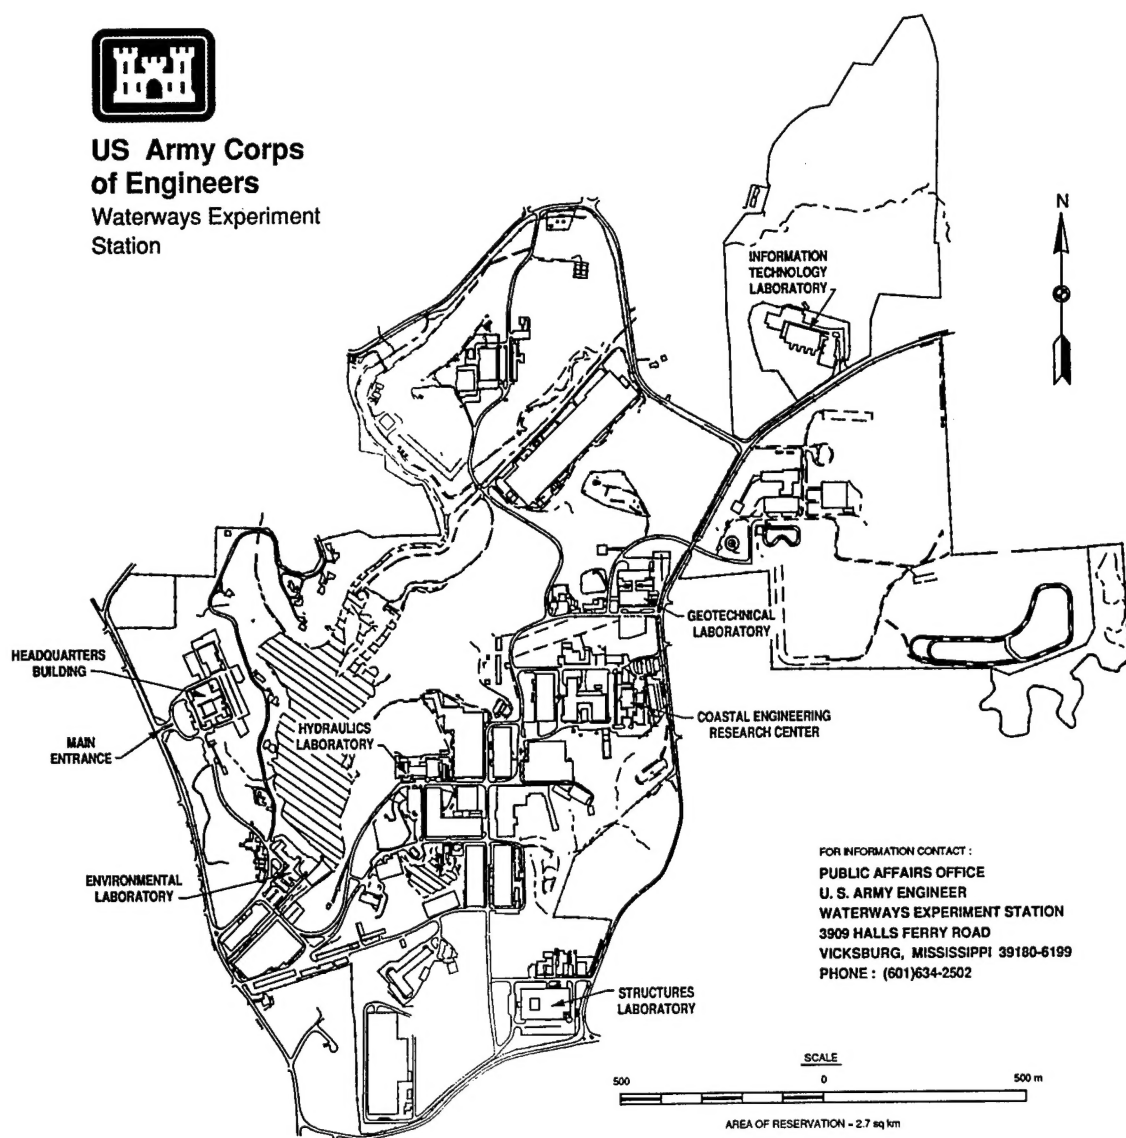 US Army Corps
of Engineers
Waterways Experiment
Station
N
INFORMATION
TECHNOLOGY
LABORATORY
GEOTECHNICAL
LABORATORY
HEADQUARTERS
BUILDING
HYDRAULICS
LABORATORY
COASTAL ENGINEERING
RESEARCH CENTER
MAIN
ENTRANCE
ENVIRONMENTAL
LABORATORY
FOR INFORMATION CONTACT :
PUBLIC AFFAIRS OFFICE
U. S. ARMY ENGINEER
WATERWAYS EXPERIMENT STATION
3909 HALLS FERRY ROAD
VICKSBURG, MISSISSIPPI 39180-6199
PHONE : (601)634-2502
STRUCTURES
LABORATORY
SCALE
500 0 500 m
AREA OF RESERVATION - 2.7 sq km